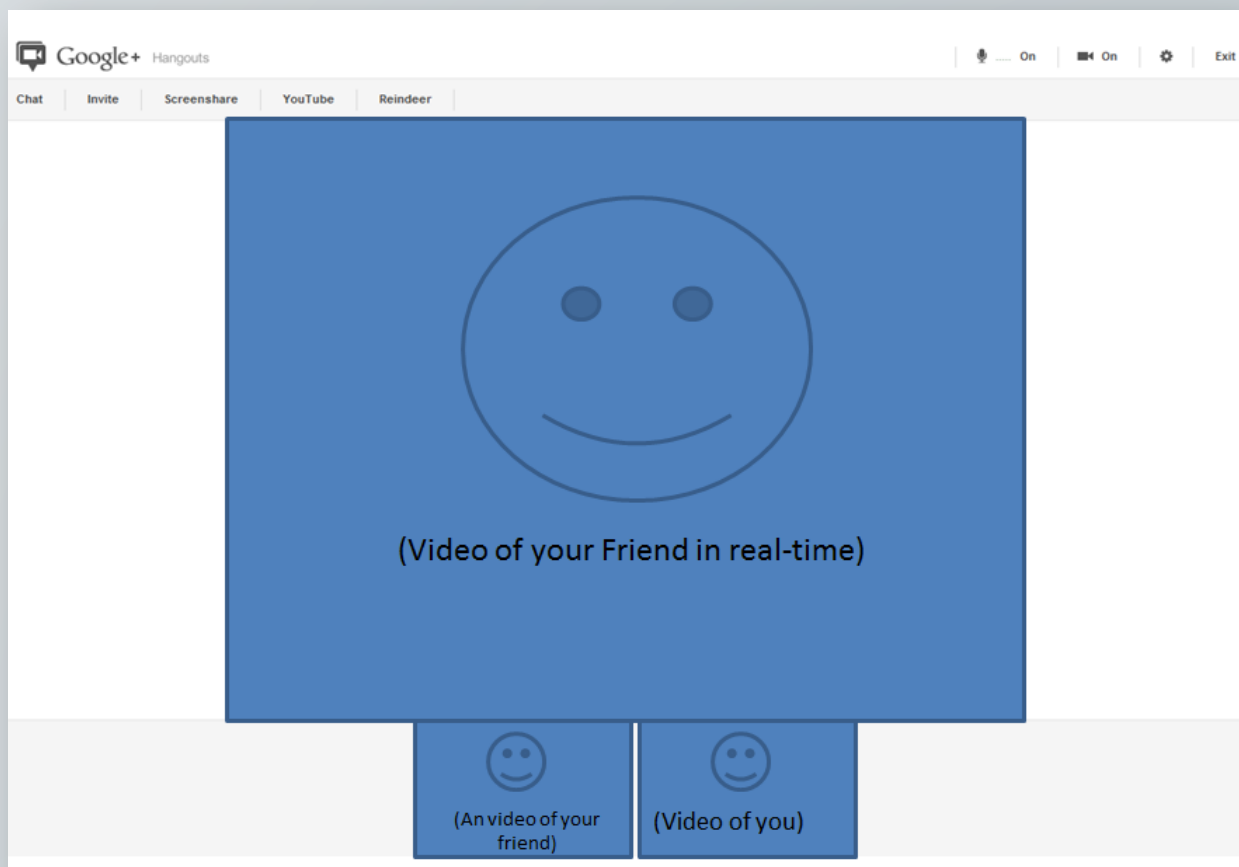 Google+ Hangouts
On On Exit
Chat Invite Screenshare YouTube Reindeer
(Video of your Friend in real-time)
(An video of your
friend)
(Video of you)